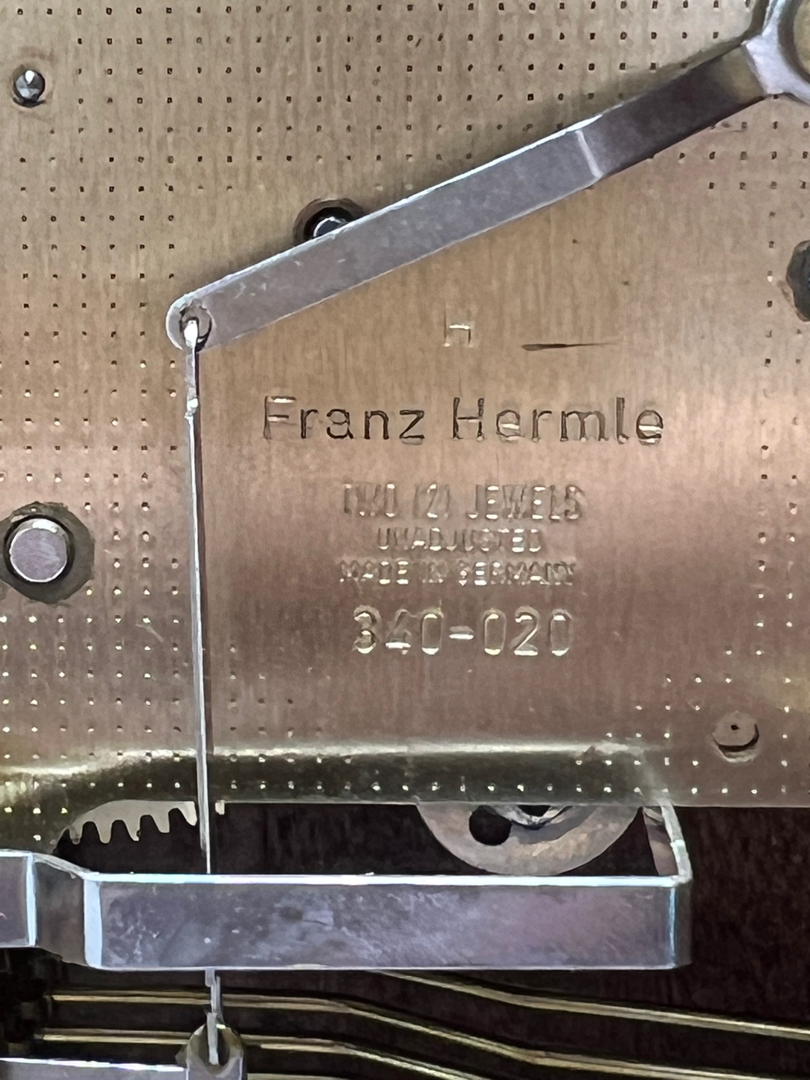 H
Franz Hermle
TWO (2) JEWELS
UNADJUSTED
MADE IN GERMANY
340-020